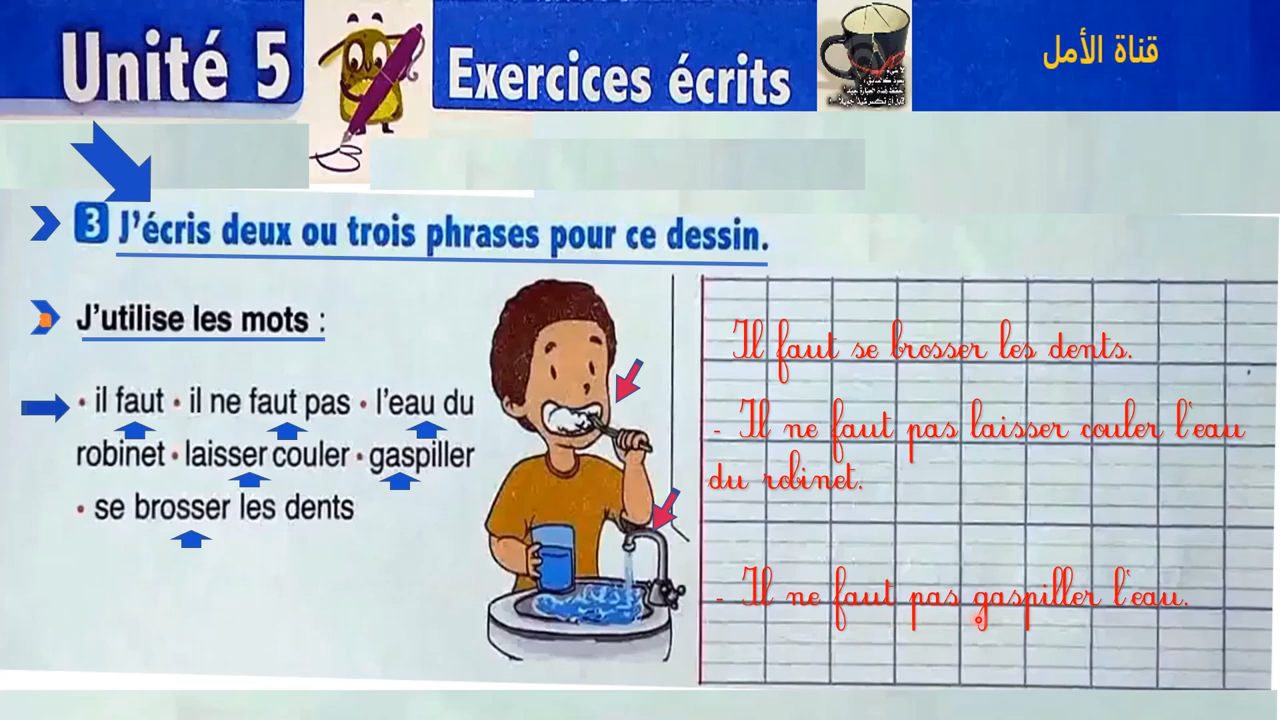 Unité 5
Exercices écrits
قناة الأمل
3 J'écris deux ou trois phrases pour ce dessin.
J'utilise les mots :
• il faut • il ne faut pas • l'eau du
robinet • laisser couler • gaspiller
• se brosser les dents
Il faut se brosser les dents.
- Il ne faut pas laisser couler l'eau
du robinet.
- Il ne faut pas gaspiller l'eau.